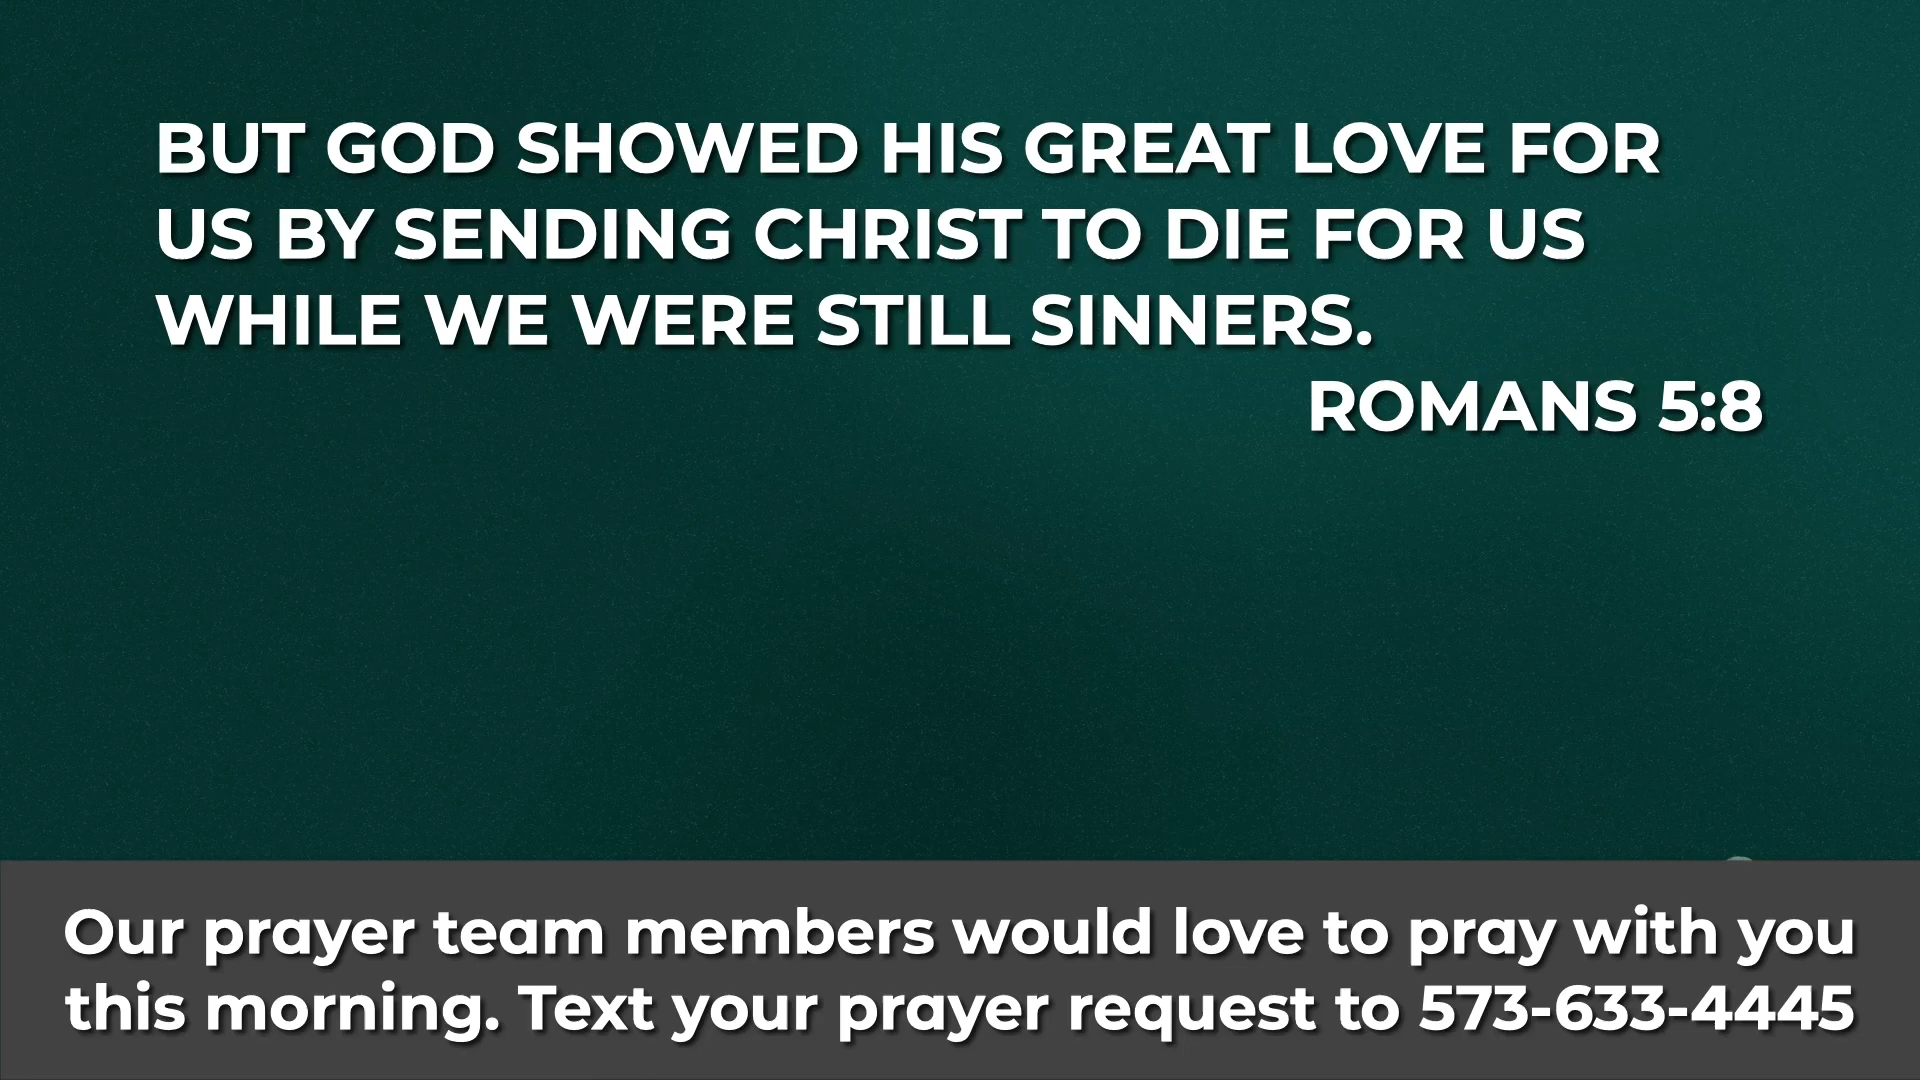 BUT GOD SHOWED HIS GREAT LOVE FOR
US BY SENDING CHRIST TO DIE FOR US
WHILE WE WERE STILL SINNERS.
ROMANS 5:8
Our prayer team members would love to pray with you
this morning. Text your prayer request to 573-633-4445